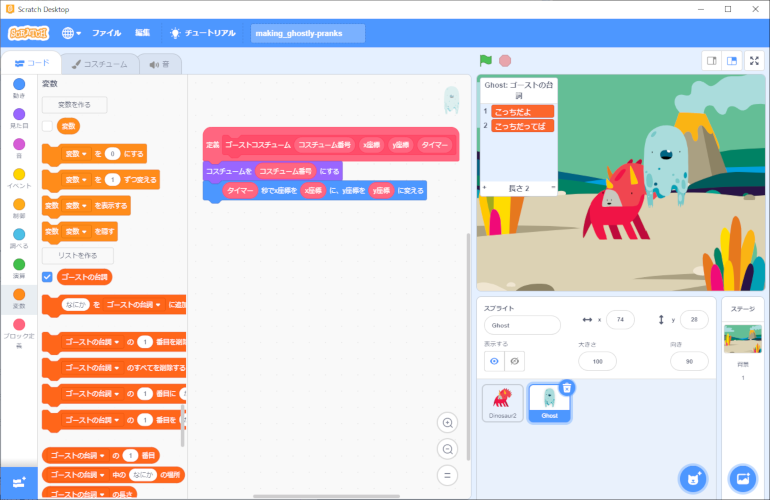 Scratch Desktop
SCRATCH
ファイル
編集
チュートリアル
making_ghostly-pranks
コード
コスチューム
音
動き
見た目
音
イベント
制御
調べる
演算
変数
ブロック定義
変数
変数を作る
変数
変数 を 0 にする
変数 を 1 ずつ変える
変数 変数 を表示する
変数 変数 を隠す
リストを作る
ゴーストの台詞
なにか を ゴーストの台詞 に追加
ゴーストの台詞 の 1 番目を削除
ゴーストの台詞 のすべてを削除する
ゴーストの台詞 の 1 番目に
ゴーストの台詞 の 1 番目を
ゴーストの台詞 の 1 番目
ゴーストの台詞 中の なにか の場所
ゴーストの台詞 の長さ
定義 ゴーストコスチューム コスチューム番号 x座標 y座標 タイマー
コスチュームを コスチューム番号 にする
タイマー 秒でx座標を x座標 に、y座標を y座標 に変える
Ghost: ゴーストの台詞
1 こっちだよ
2 こっちだってば
+ 長さ 2 =
スプライト
Ghost
x 74
y 28
表示する
大きさ
100
向き
90
Dinosaur2
Ghost
ステージ
背景
1